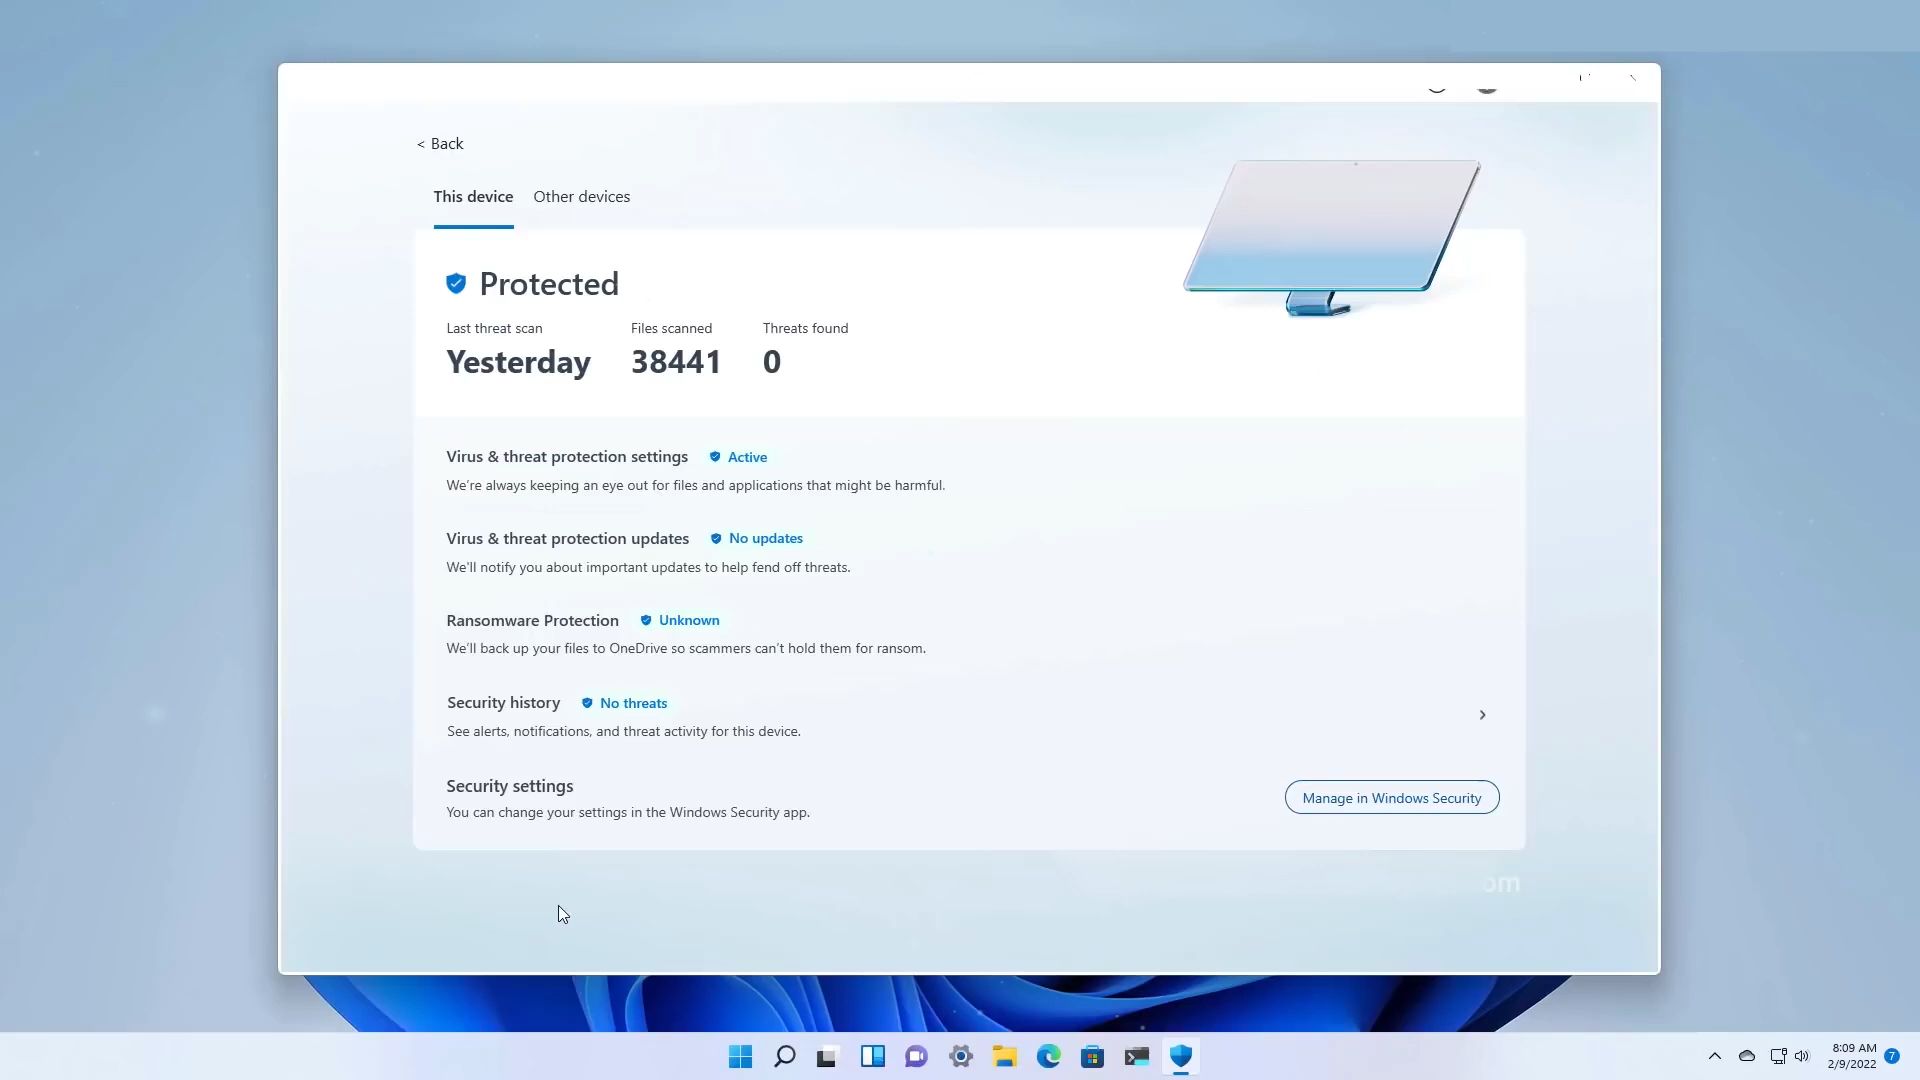 < Back
This device Other devices
Protected
Last threat scan Files scanned Threats found
Yesterday 38441 0
Virus & threat protection settings Active
We’re always keeping an eye out for files and applications that might be harmful.
Virus & threat protection updates No updates
We'll notify you about important updates to help fend off threats.
Ransomware Protection Unknown
We’ll back up your files to OneDrive so scammers can’t hold them for ransom.
Security history No threats
See alerts, notifications, and threat activity for this device.
Security settings
You can change your settings in the Windows Security app.
Manage in Windows Security
8:09 AM
2/9/2022
7